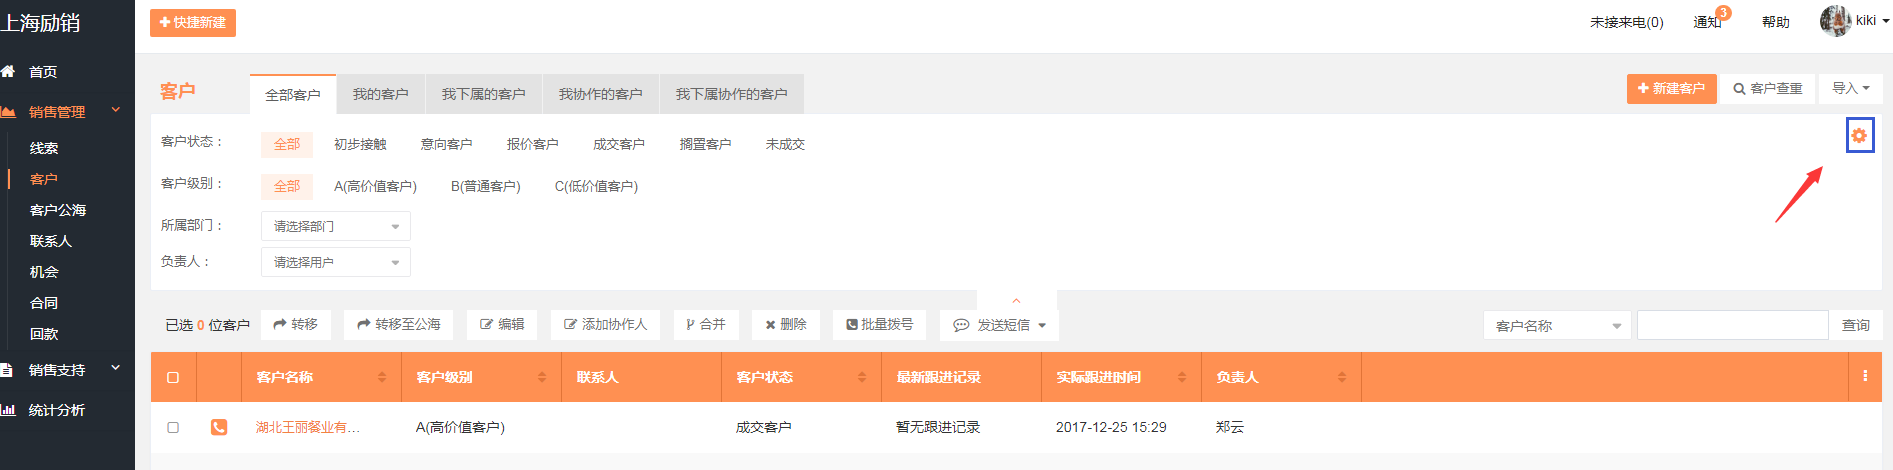 上海励销
快捷新建
未接来电(0)
通知
3
帮助
kiki
首页
销售管理
线索
客户
客户公海
联系人
机会
合同
回款
销售支持
统计分析
客户
全部客户
我的客户
我下属的客户
我协作的客户
我下属协作的客户
新建客户
客户查重
导入
客户状态：
全部
初步接触
意向客户
报价客户
成交客户
搁置客户
未成交
客户级别：
全部
A(高价值客户)
B(普通客户)
C(低价值客户)
所属部门：
请选择部门
负责人：
请选择用户
已选 0 位客户
转移
转移至公海
编辑
添加协作人
合并
删除
批量拨号
发送短信
客户名称
查询
客户名称
客户级别
联系人
客户状态
最新跟进记录
实际跟进时间
负责人
湖北王丽餐业有...
A(高价值客户)
成交客户
暂无跟进记录
2017-12-25 15:29
郑云